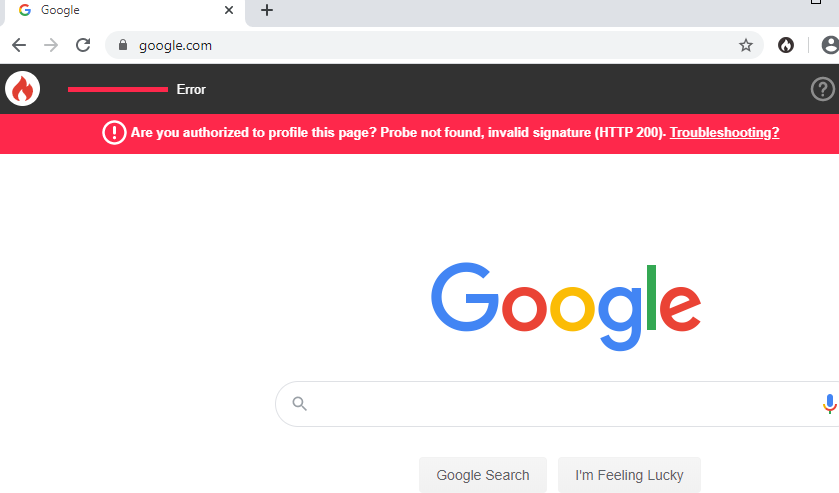 Google
google.com
Error
Are you authorized to profile this page? Probe not found, invalid signature (HTTP 200). Troubleshooting?
Google
Google Search I'm Feeling Lucky